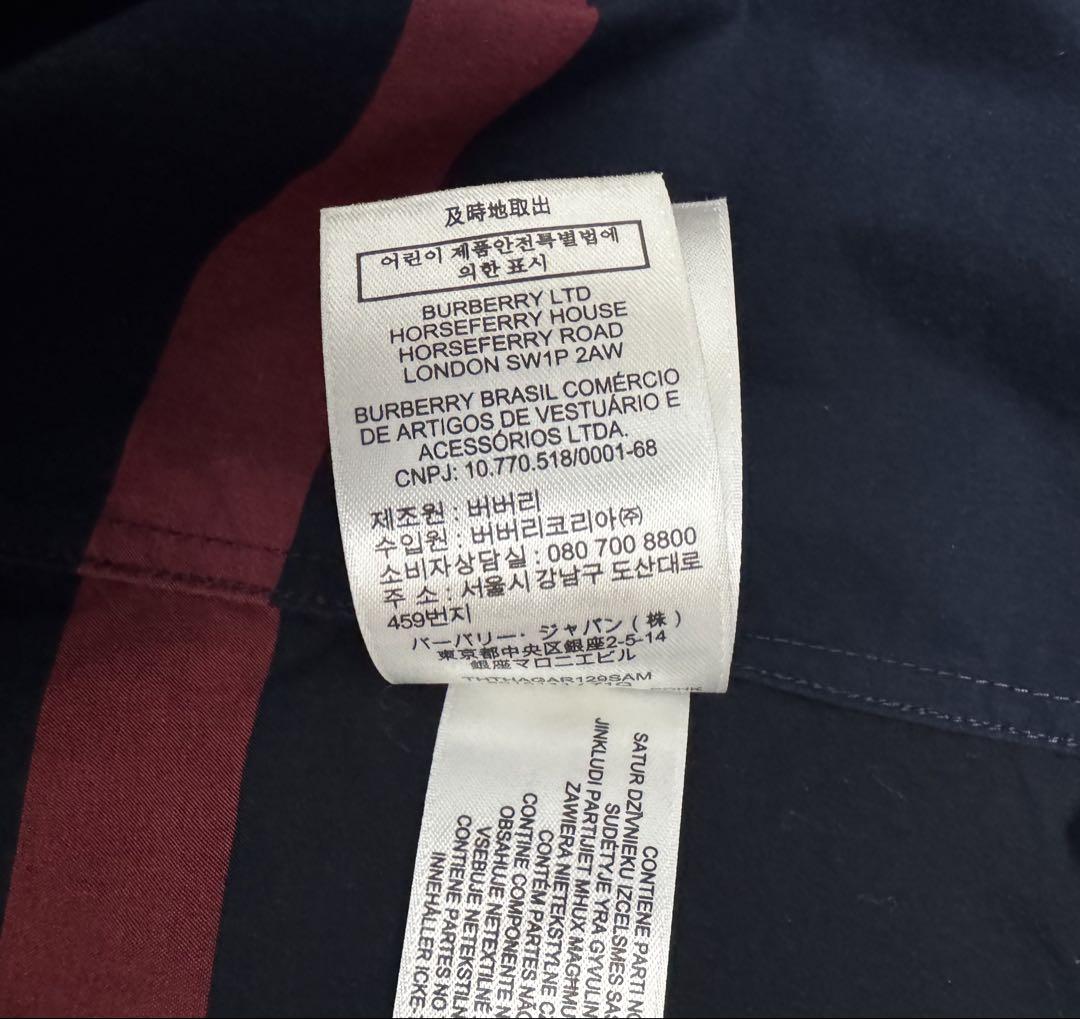 及時地取出
어린이 제품안전특별법에
의한 표시
BURBERRY LTD
HORSEFERRY HOUSE
HORSEFERRY ROAD
LONDON SW1P 2AW
BURBERRY BRASIL COMÉRCIO
DE ARTIGOS DE VESTUÁRIO E
ACESSÓRIOS LTDA.
CNPJ: 10.770.518/0001-68
제조원 : 버버리
수입원 : 버버리코리아㈜
소비자상담실 : 080 700 8800
주 소 : 서울시 강남구 도산대로
459번지
バーバリー・ジャパン(株)
東京都中央区銀座2-5-14
銀座マロニエビル
THTHAGAR129SAM
CONTIENE PARTI
SATUR DZĪVNIEKU IZCELSMES
SUDĖTYJE YRA
JINKLUDI PARTIJIET MHUX
ZAWIERA NIETEKSTYLNE
CONTÉM PARTES NÃO
CONTINE COMPONENTE
OBSAHUJE NETEXTILNÉ
VSEBUJE
CONTIENE PARTES NO
INNEHÅLLER ICKE-